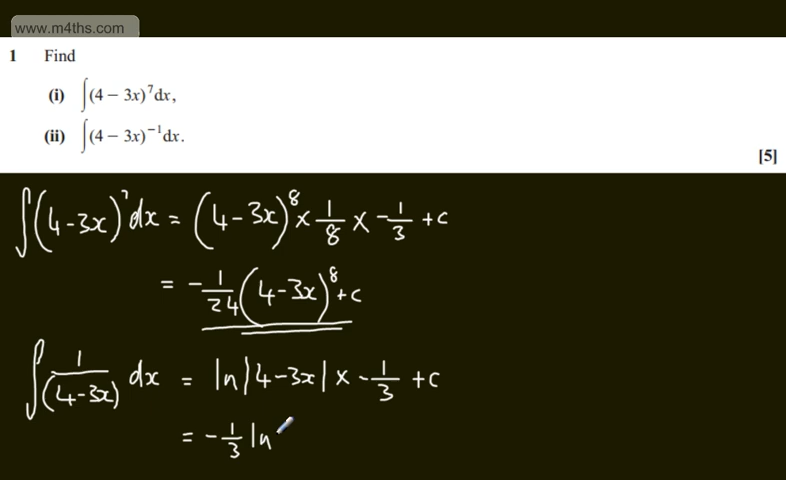 www.m4ths.com
1 Find
(i) ∫(4 − 3x)⁷dx,
(ii) ∫(4 − 3x)⁻¹dx.
[5]
∫(4-3x)⁷dx = (4-3x)⁸ × 1/8 × -1/3 + c
= -1/24(4-3x)⁸+c
∫1/(4-3x) dx = ln|4-3x| × -1/3 + c
= -1/3 ln